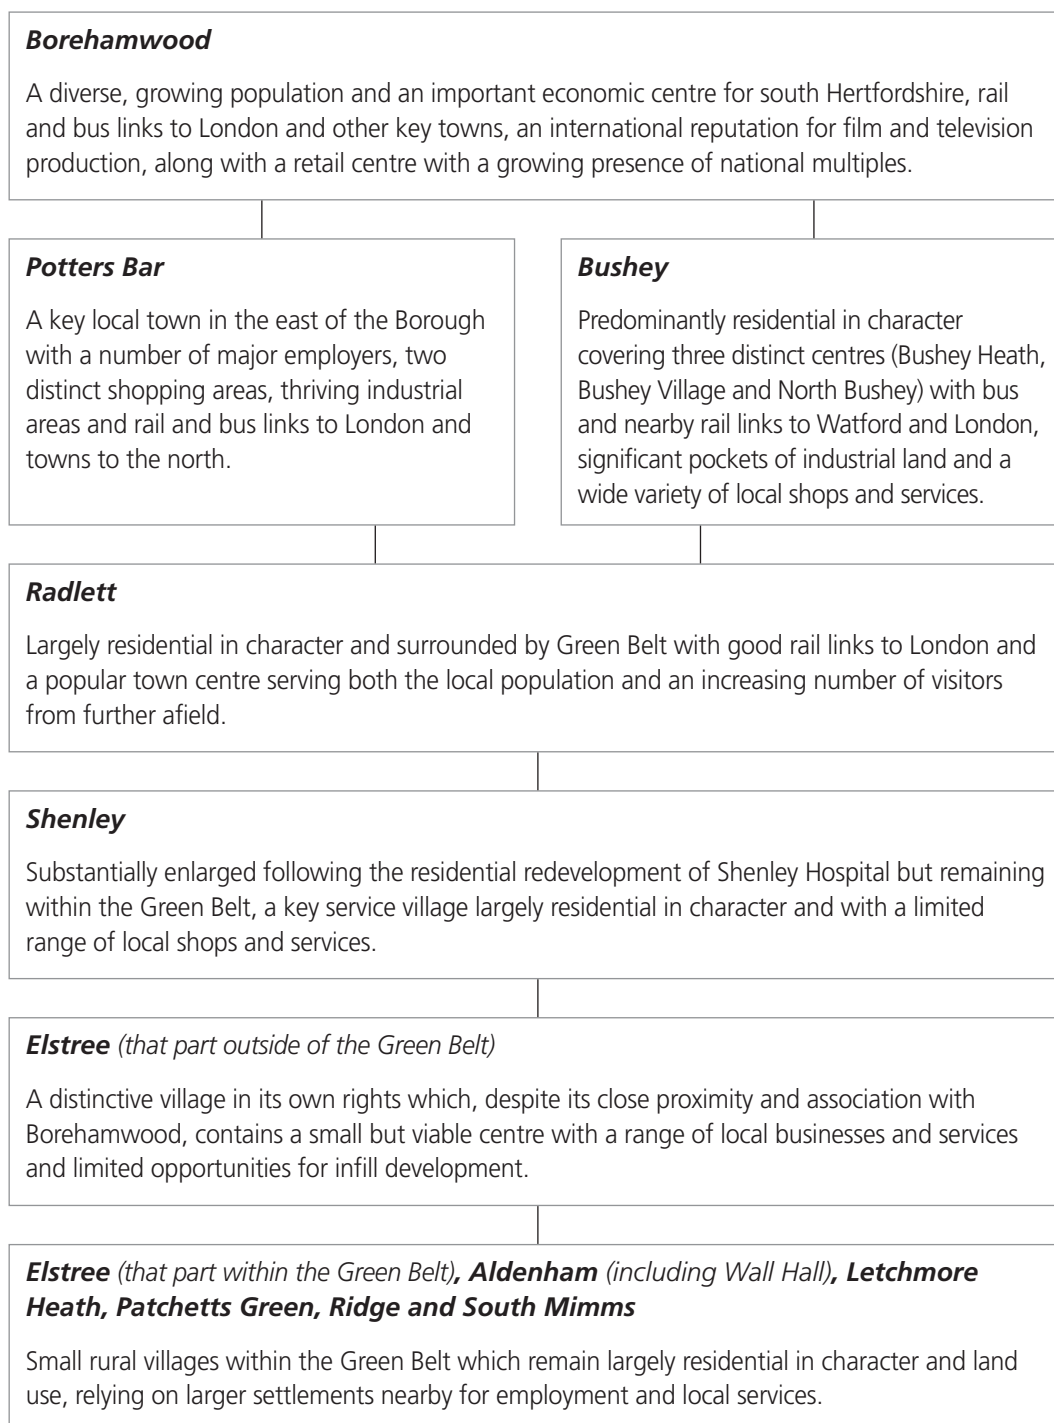 Borehamwood
A diverse, growing population and an important economic centre for south Hertfordshire, rail
and bus links to London and other key towns, an international reputation for film and television
production, along with a retail centre with a growing presence of national multiples.
Potters Bar
A key local town in the east of the Borough
with a number of major employers, two
distinct shopping areas, thriving industrial
areas and rail and bus links to London and
towns to the north.
Bushey
Predominantly residential in character
covering three distinct centres (Bushey Heath,
Bushey Village and North Bushey) with bus
and nearby rail links to Watford and London,
significant pockets of industrial land and a
wide variety of local shops and services.
Radlett
Largely residential in character and surrounded by Green Belt with good rail links to London and
a popular town centre serving both the local population and an increasing number of visitors
from further afield.
Shenley
Substantially enlarged following the residential redevelopment of Shenley Hospital but remaining
within the Green Belt, a key service village largely residential in character and with a limited
range of local shops and services.
Elstree (that part outside of the Green Belt)
A distinctive village in its own rights which, despite its close proximity and association with
Borehamwood, contains a small but viable centre with a range of local businesses and services
and limited opportunities for infill development.
Elstree (that part within the Green Belt), Aldenham (including Wall Hall), Letchmore
Heath, Patchetts Green, Ridge and South Mimms
Small rural villages within the Green Belt which remain largely residential in character and land
use, relying on larger settlements nearby for employment and local services.